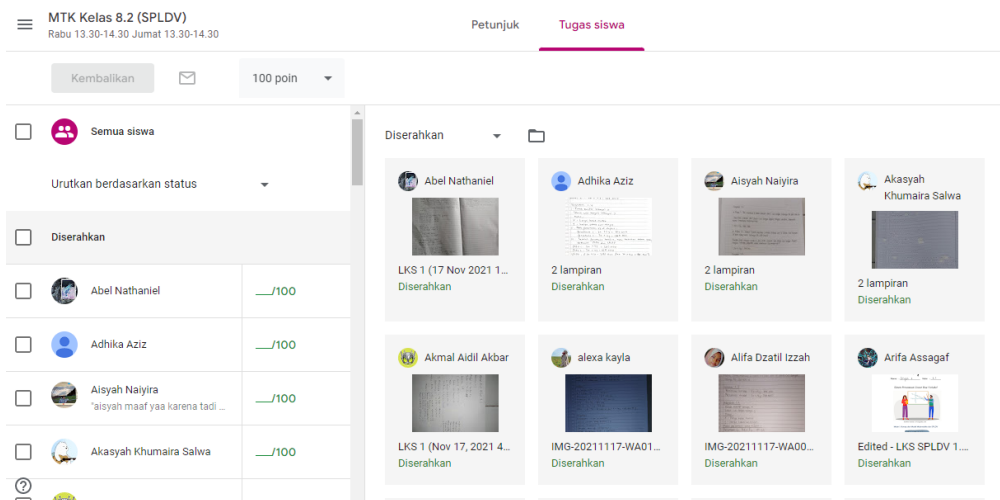 MTK Kelas 8.2 (SPLDV)
Rabu 13.30-14.30 Jumat 13.30-14.30
Petunjuk
Tugas siswa
Kembalikan
100 poin
Semua siswa
Urutkan berdasarkan status
Diserahkan
Abel Nathaniel
__/100
Adhika Aziz
__/100
Aisyah Naiyira
"aisyah maaf yaa karena tadi ...
__/100
Akasyah Khumaira Salwa
__/100
Diserahkan
Abel Nathaniel
LKS 1 (17 Nov 2021 1...
Diserahkan
Adhika Aziz
2 lampiran
Diserahkan
Aisyah Naiyira
2 lampiran
Diserahkan
Akasyah
Khumaira Salwa
2 lampiran
Diserahkan
Akmal Aidil Akbar
LKS 1 (Nov 17, 2021 4...
Diserahkan
alexa kayla
IMG-20211117-WA01...
Diserahkan
Alifa Dzatil Izzah
IMG-20211117-WA00...
Diserahkan
Arifa Assagaf
Edited - LKS SPLDV 1....
Diserahkan